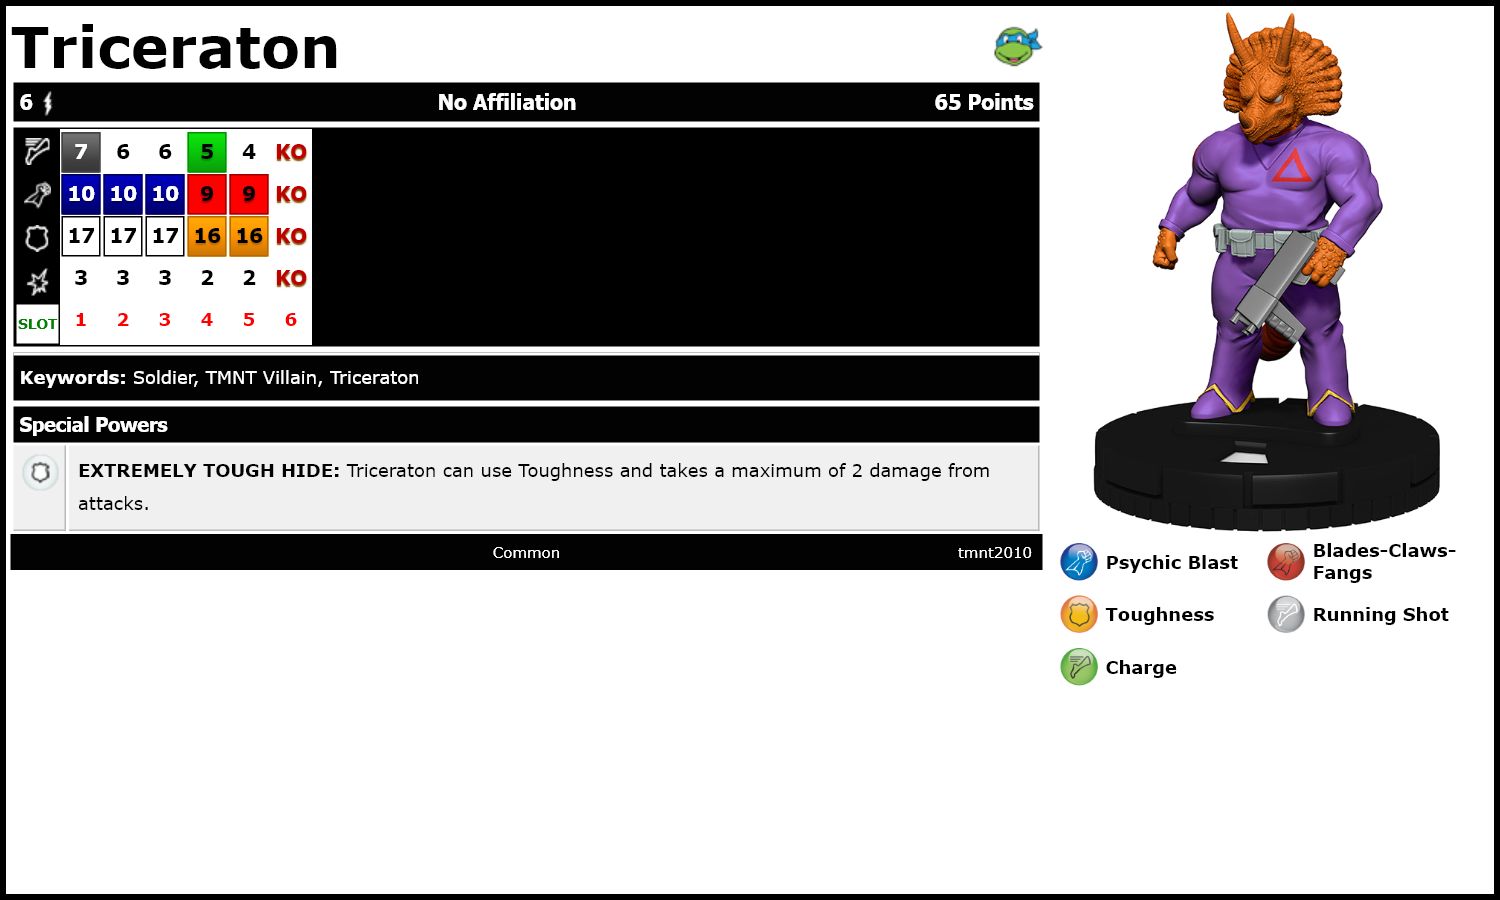 Triceraton
6 No Affiliation 65 Points
7 6 6 5 4 KO
10 10 10 9 9 KO
17 17 17 16 16 KO
3 3 3 2 2 KO
SLOT 1 2 3 4 5 6
Keywords: Soldier, TMNT Villain, Triceraton
Special Powers
EXTREMELY TOUGH HIDE: Triceraton can use Toughness and takes a maximum of 2 damage from
attacks.
Common tmnt2010
Psychic Blast
Blades-Claws-
Fangs
Toughness
Running Shot
Charge